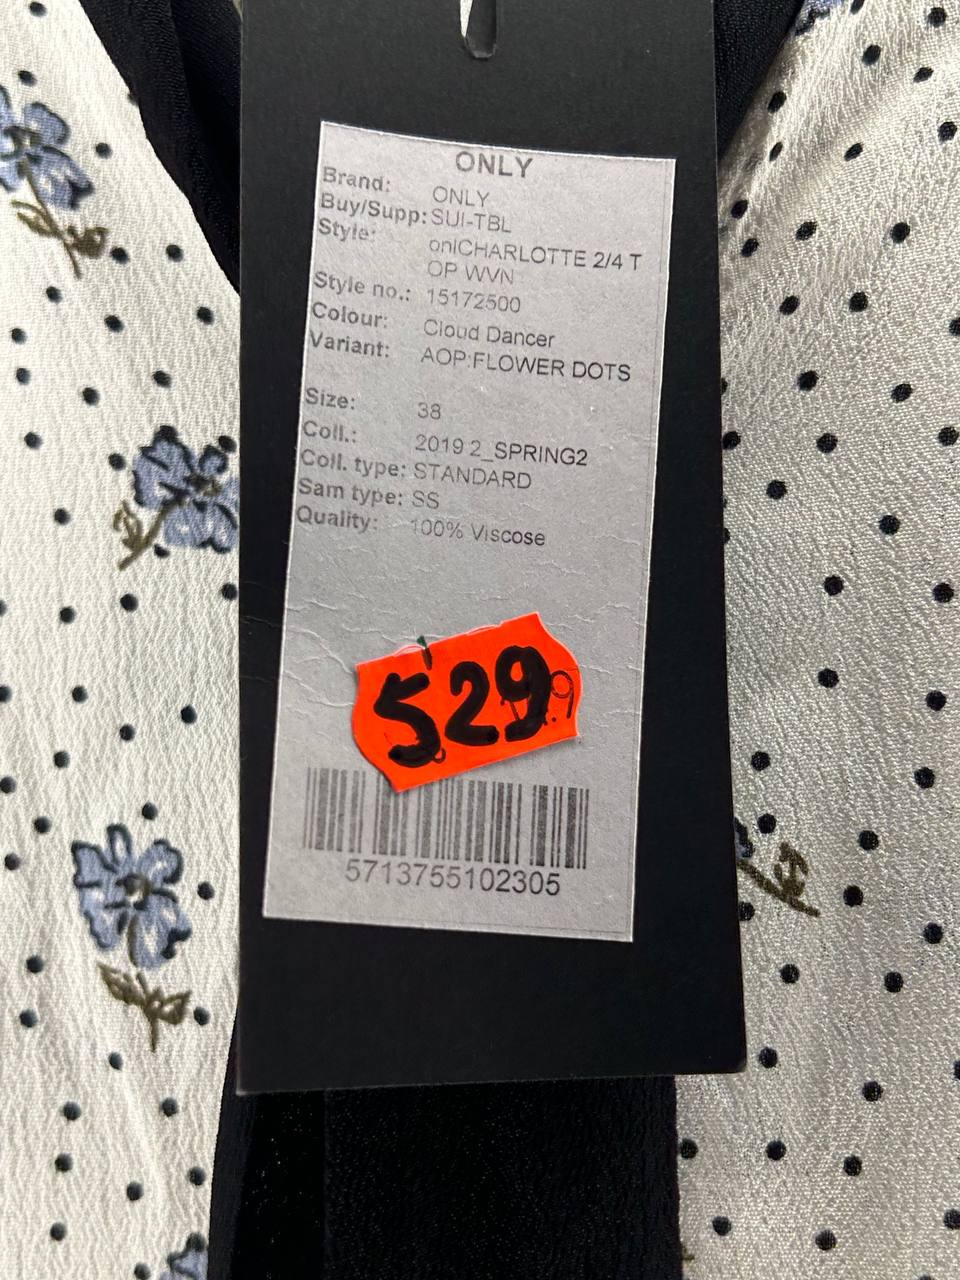 ONLY
Brand: ONLY
Buy/Supp: SUI-TBL
Style: onlCHARLOTTE 2/4 T
OP WVN
Style no.: 15172500
Colour: Cloud Dancer
Variant: AOP:FLOWER DOTS
Size: 38
Coll.: 2019 2_SPRING2
Coll. type: STANDARD
Sam type: SS
Quality: 100% Viscose
529
5713755102305